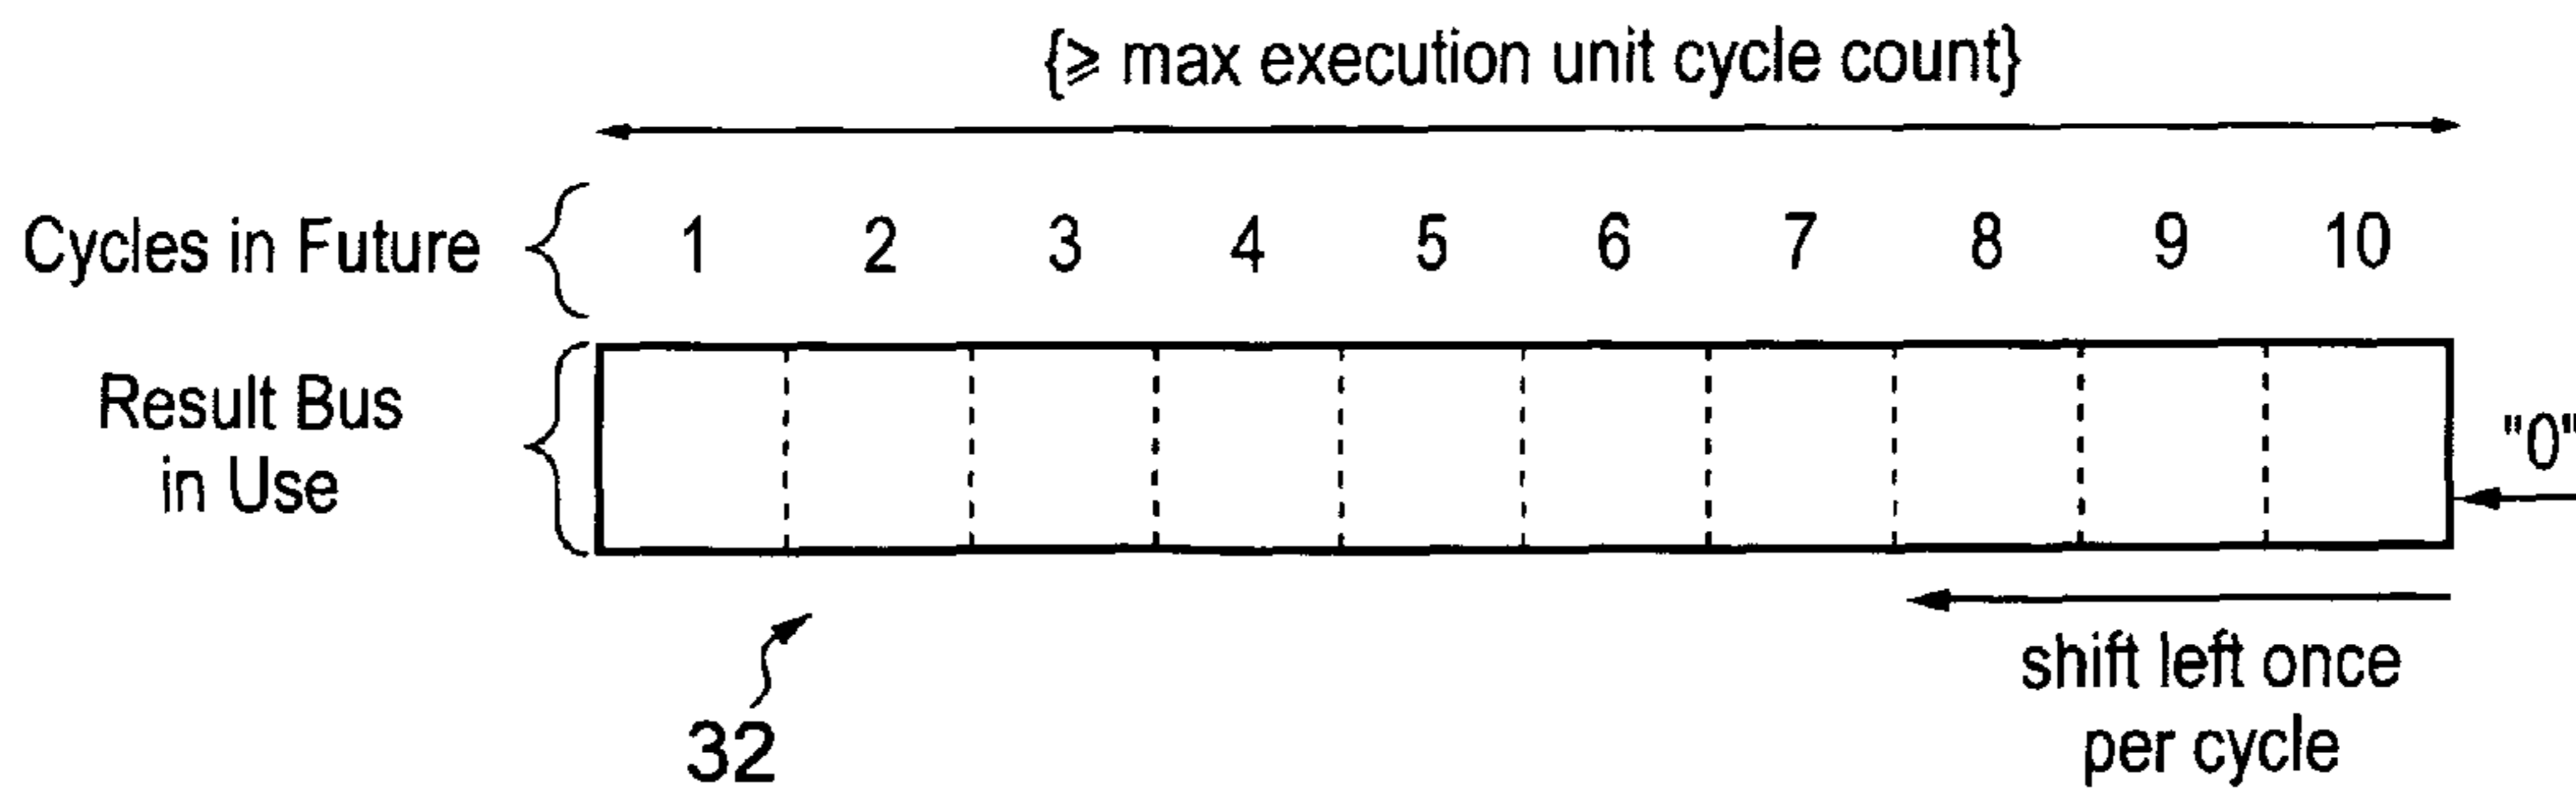 {⩾ max execution unit cycle count}
Cycles in Future { 1 2 3 4 5 6 7 8 9 10
Result Bus
in Use
"0"
shift left once
per cycle
32